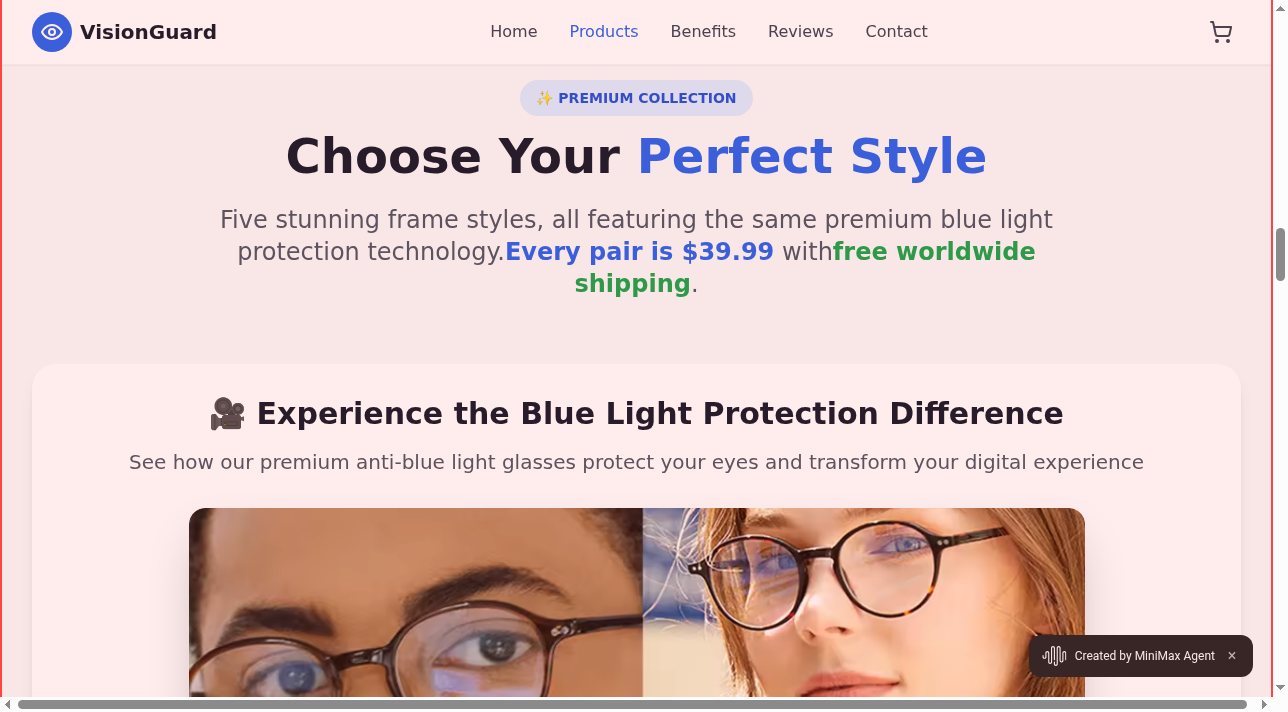 VisionGuard
Home
Products
Benefits
Reviews
Contact
✨ PREMIUM COLLECTION
Choose Your Perfect Style
Five stunning frame styles, all featuring the same premium blue light
protection technology.Every pair is $39.99 withfree worldwide
shipping.
🎥 Experience the Blue Light Protection Difference
See how our premium anti-blue light glasses protect your eyes and transform your digital experience
Created by MiniMax Agent ×